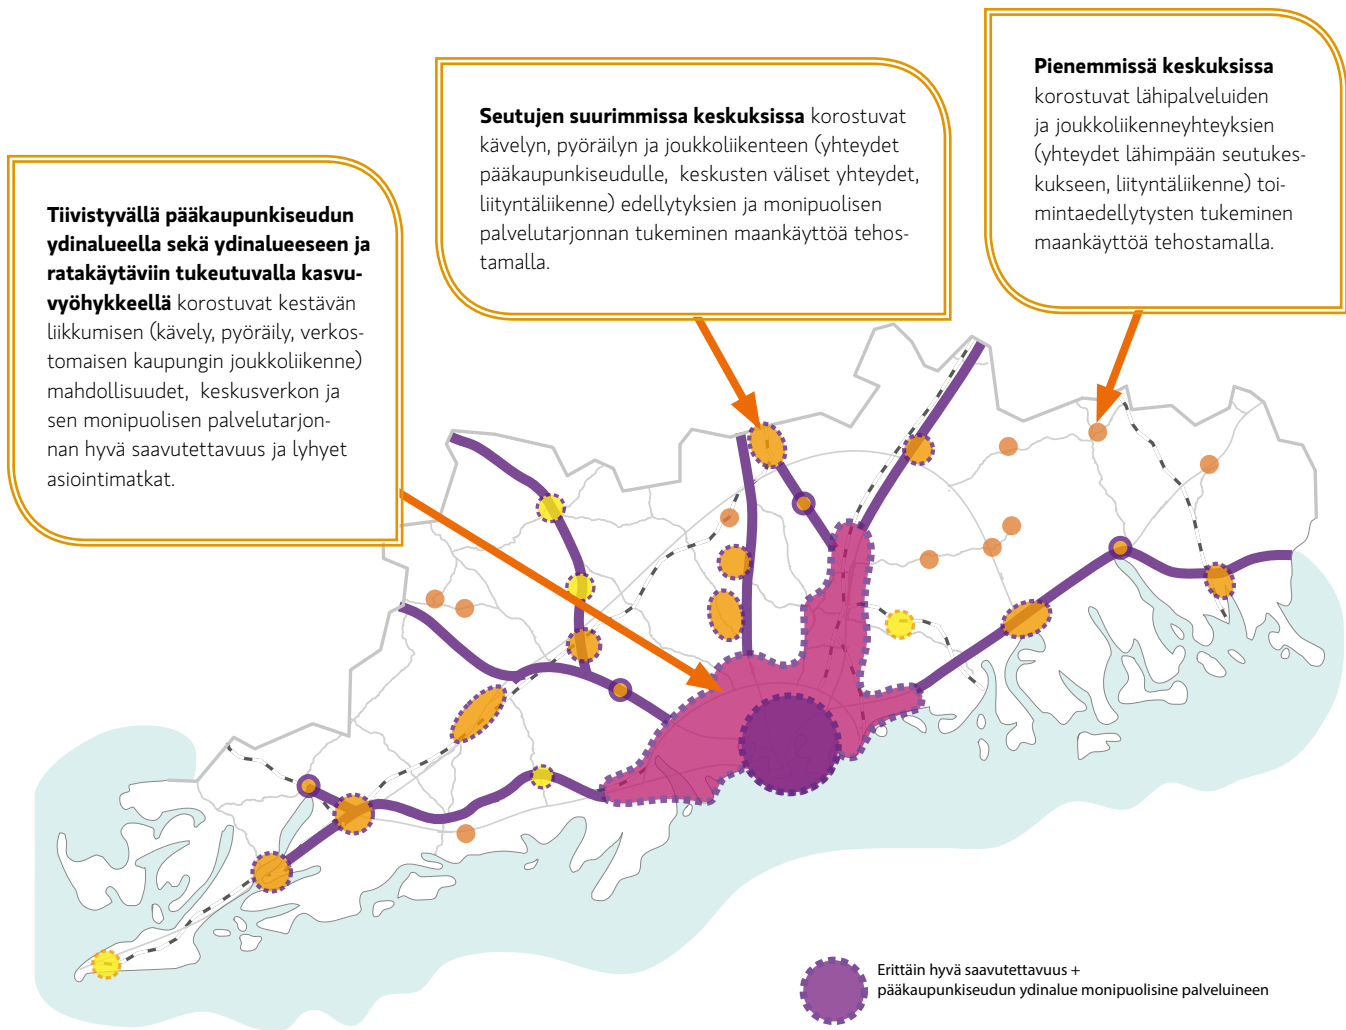 Tiivistyvällä pääkaupunkiseudun
ydinalueella sekä ydinalueeseen ja
ratakäytäviin tukeutuvalla kasvu-
vyöhykkeellä korostuvat kestävän
liikkumisen (kävely, pyöräily, verkos-
tomaisen kaupungin joukkoliikenne)
mahdollisuudet, keskusverkon ja
sen monipuolisen palvelutarjon-
nan hyvä saavutettavuus ja lyhyet
asiointimatkat.
Seutujen suurimmissa keskuksissa korostuvat
kävelyn, pyöräilyn ja joukkoliikenteen (yhteydet
pääkaupunkiseudulle, keskusten väliset yhteydet,
liityntäliikenne) edellytyksien ja monipuolisen
palvelutarjonnan tukeminen maankäyttöä tehos-
tamalla.
Pienemmissä keskuksissa
korostuvat lähipalveluiden
ja joukkoliikenneyhteyksien
(yhteydet lähimpään seutukes-
kukseen, liityntäliikenne) toi-
mintaedellytysten tukeminen
maankäyttöä tehostamalla.
Erittäin hyvä saavutettavuus +
pääkaupunkiseudun ydinalue monipuolisine palveluineen